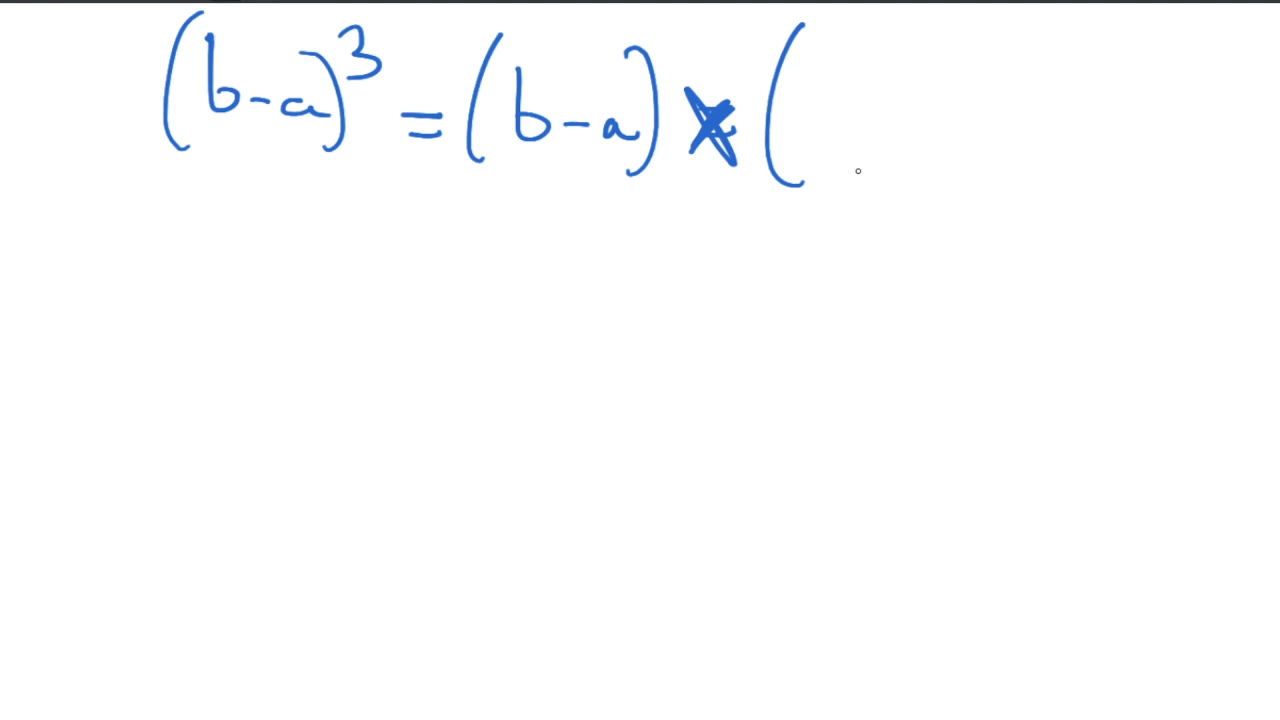 (b-a)³ = (b-a) × (